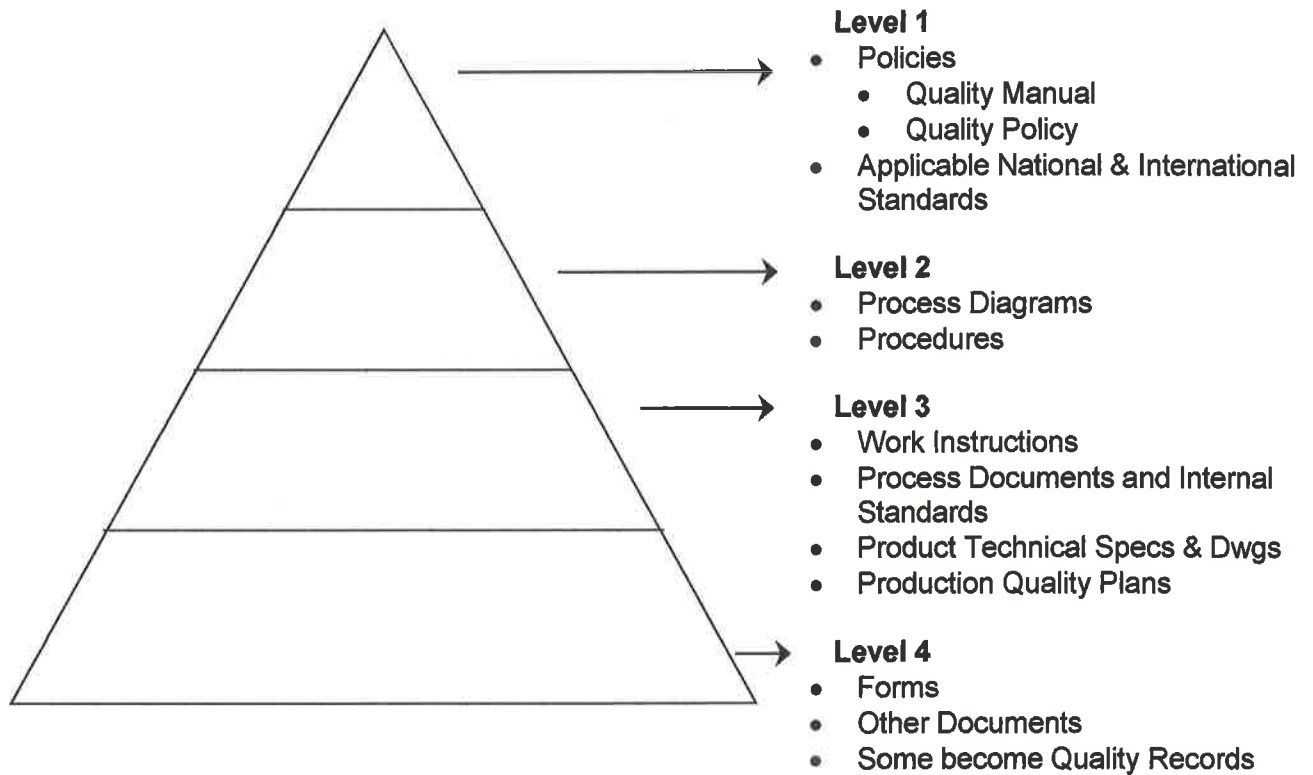 Level 1
• Policies
• Quality Manual
• Quality Policy
• Applicable National & International
Standards
Level 2
• Process Diagrams
• Procedures
Level 3
• Work Instructions
• Process Documents and Internal
Standards
• Product Technical Specs & Dwgs
• Production Quality Plans
Level 4
• Forms
• Other Documents
• Some become Quality Records